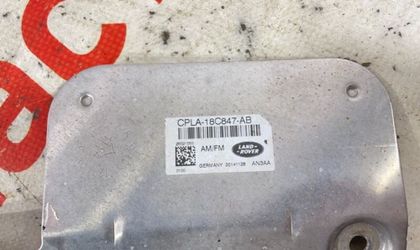 CPLA-18C847-AB
AM/FM
LAND-
ROVER
GERMANY 20141128 AN3AA